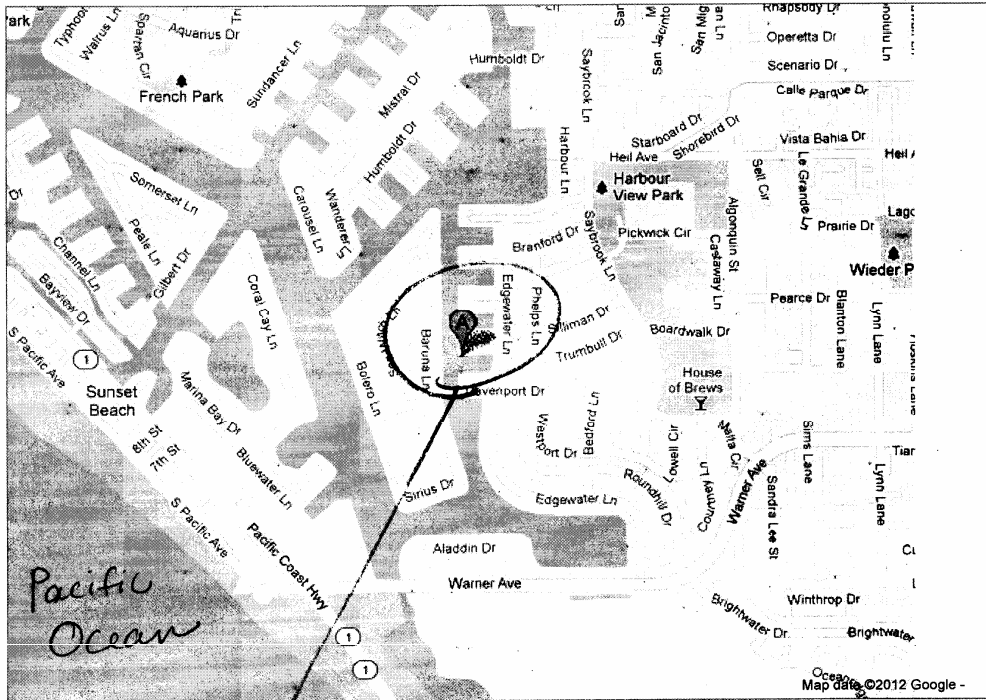 Park
Typhoon
Walrus Ln
Spartan Cir
Aquarius Dr
French Park
Sundancer Ln
Mistral Dr
Humboldt Dr
Humboldt Dr
Saybrook Ln
San Jacinto
San Mig
Rhapsody Dr
Operetta Dr
Scenario Dr
Calle Parque Dr
Starboard Dr
Shorebird Dr
Vista Bahia Dr
Heil Ave
Harbour Ln
Harbour
View Park
Sell Cir
Le Grande Ln
Algonquin St
Prairie Dr
Wieder P
Somerset Ln
Peale Ln
Gilbert Dr
Carousel Ln
Wanderer Ln
Branford Dr
Saybrook Ln
Pickwick Cir
Castaway Ln
Dr
Channel Ln
Bayview Dr
Coral Cay Ln
Edgewater Ln
Phelps Ln
Trumbull Dr
Boardwalk Dr
Pearce Dr
Blanton Lane
Lynn Lane
S Pacific Ave
1
Sunset
Beach
A
Baruna Ln
Bolero Ln
House
of Brews
Marina Bay Dr
8th St
7th St
Bluewater Ln
Westport Dr
Bedford Ln
Lowell Cir
Malta Cir
Sims Lane
Lynn Lane
Sirius Dr
Edgewater Ln
Roundhill Dr
Courtney Ln
Warner Ave
Sandra Lee St
S Pacific Ave
Pacific Coast Hwy
Aladdin Dr
Warner Ave
Pacific
Ocean
1
1
Brightwater Dr
Winthrop Dr
Brightwater
Map data ©2012 Google -